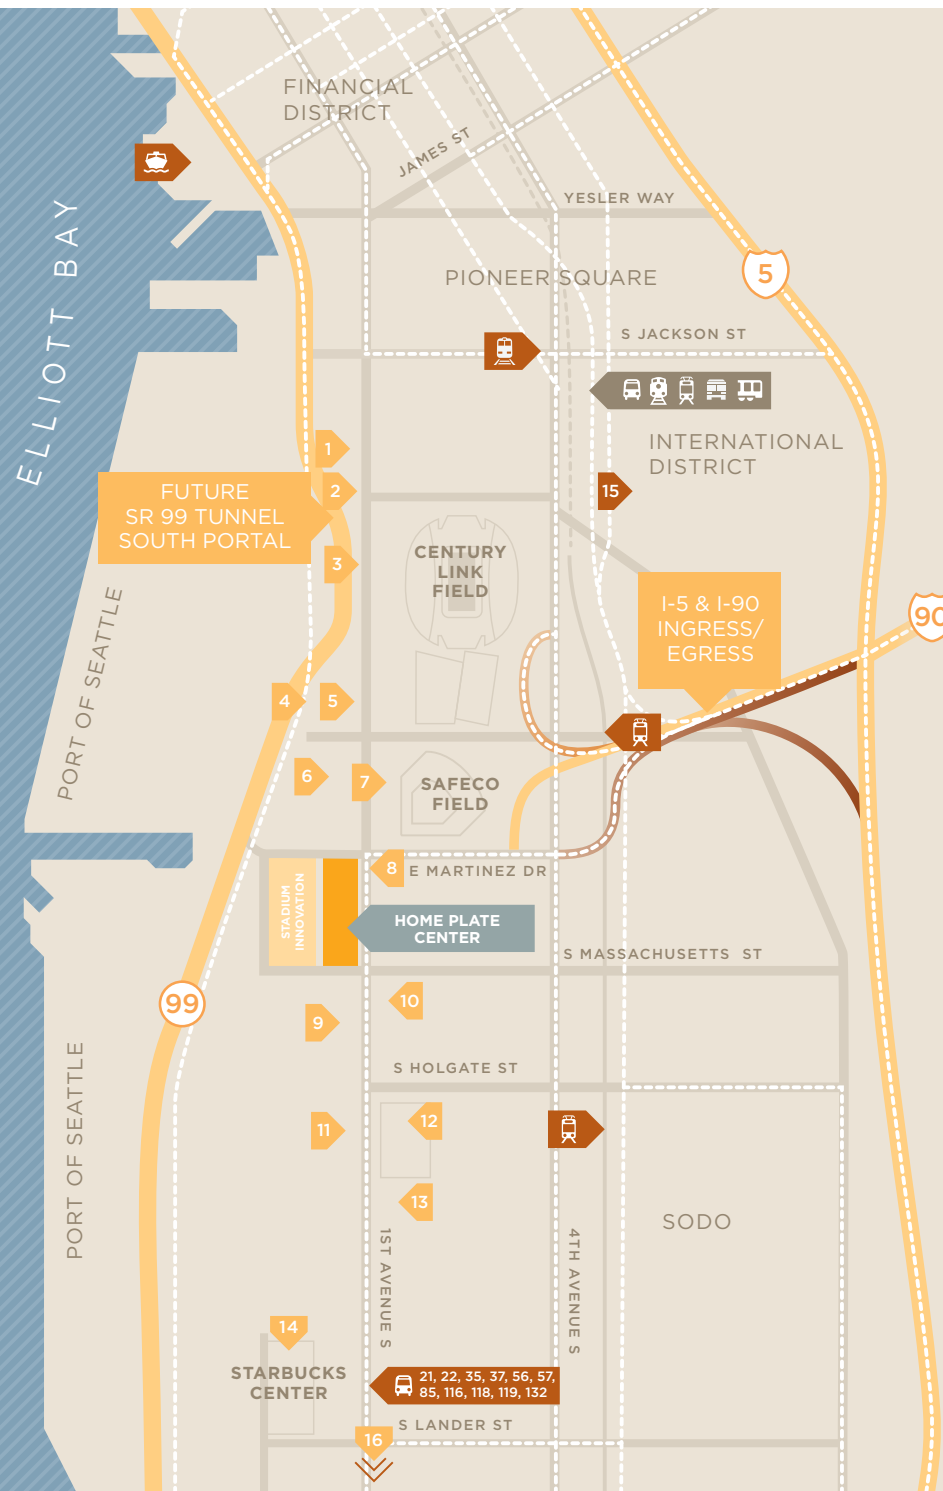 FINANCIAL
DISTRICT
JAMES ST
YESLER WAY
ELLIOTT BAY
PIONEER SQUARE
5
S JACKSON ST
INTERNATIONAL
DISTRICT
1
2
15
FUTURE
SR 99 TUNNEL
SOUTH PORTAL
3
CENTURY
LINK
FIELD
I-5 & I-90
INGRESS/
EGRESS
90
PORT OF SEATTLE
4
5
6
7
SAFECO
FIELD
8
E MARTINEZ DR
STADIUM
INNOVATION
HOME PLATE
CENTER
S MASSACHUSETTS ST
99
9
10
S HOLGATE ST
PORT OF SEATTLE
11
12
13
SODO
1ST AVENUE S
4TH AVENUE S
14
STARBUCKS
CENTER
21, 22, 35, 37, 56, 57,
85, 116, 118, 119, 132
S LANDER ST
16